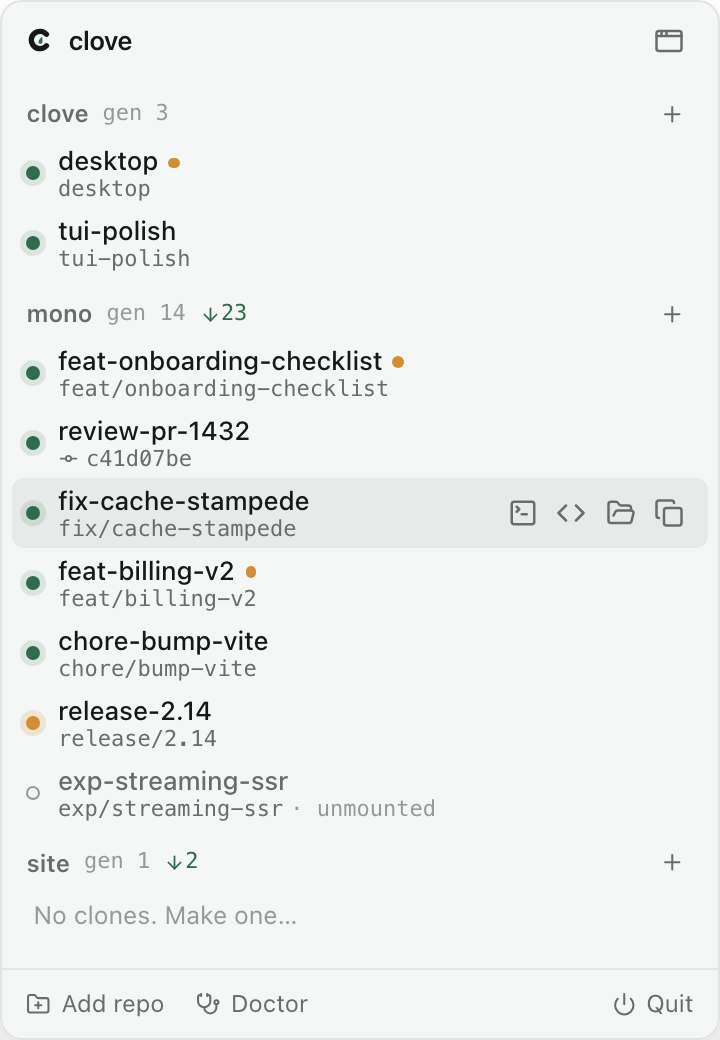 clove
clove gen 3
desktop
desktop
tui-polish
tui-polish
mono gen 14 ↓23
feat-onboarding-checklist
feat/onboarding-checklist
review-pr-1432
c41d07be
fix-cache-stampede
fix/cache-stampede
feat-billing-v2
feat/billing-v2
chore-bump-vite
chore/bump-vite
release-2.14
release/2.14
exp-streaming-ssr
exp/streaming-ssr · unmounted
site gen 1 ↓2
No clones. Make one...
Add repo Doctor Quit